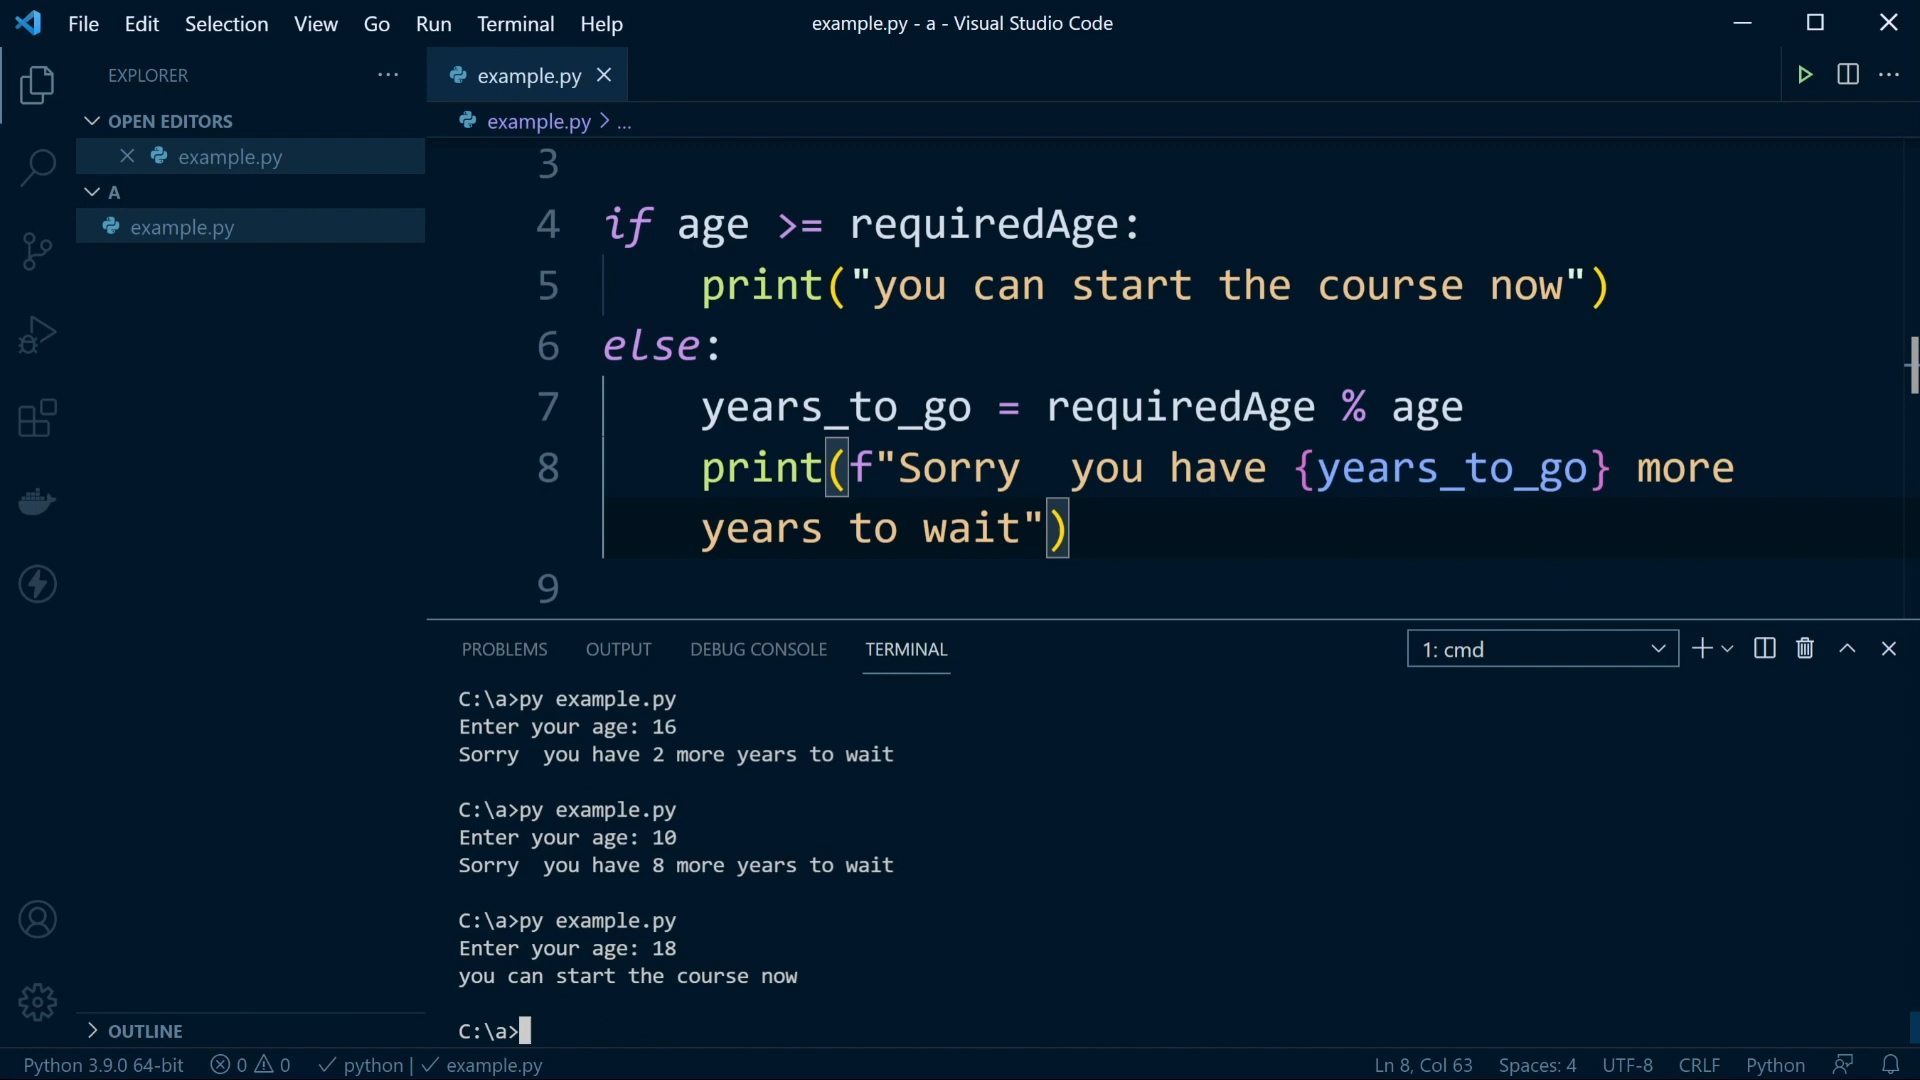 File Edit Selection View Go Run Terminal Help
example.py - a - Visual Studio Code
EXPLORER
OPEN EDITORS
example.py
A
example.py
OUTLINE
example.py
example.py > ...
3
4 if age >= requiredAge:
5 print("you can start the course now")
6 else:
7 years_to_go = requiredAge % age
8 print(f"Sorry  you have {years_to_go} more
years to wait")
9
PROBLEMS OUTPUT DEBUG CONSOLE TERMINAL
1: cmd
C:\a>py example.py
Enter your age: 16
Sorry  you have 2 more years to wait
C:\a>py example.py
Enter your age: 10
Sorry  you have 8 more years to wait
C:\a>py example.py
Enter your age: 18
you can start the course now
C:\a>
Python 3.9.0 64-bit 0 0 python | example.py Ln 8, Col 63 Spaces: 4 UTF-8 CRLF Python